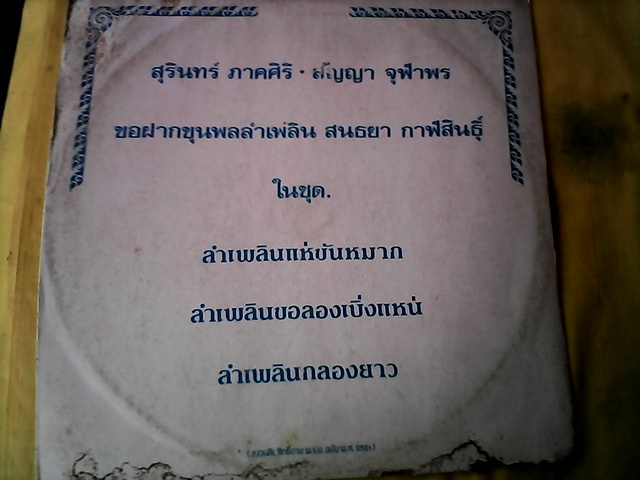 สุรินทร์ ภาคศิริ · สัญญา จุฬาพร
ขอฝากขุนพลลำเพลิน สนธยา กาฬสินธุ์
ในชุด.
ลำเพลินแห่ขันหมาก
ลำเพลินขอลองเบิ่งแหน่
ลำเพลินกลองยาว